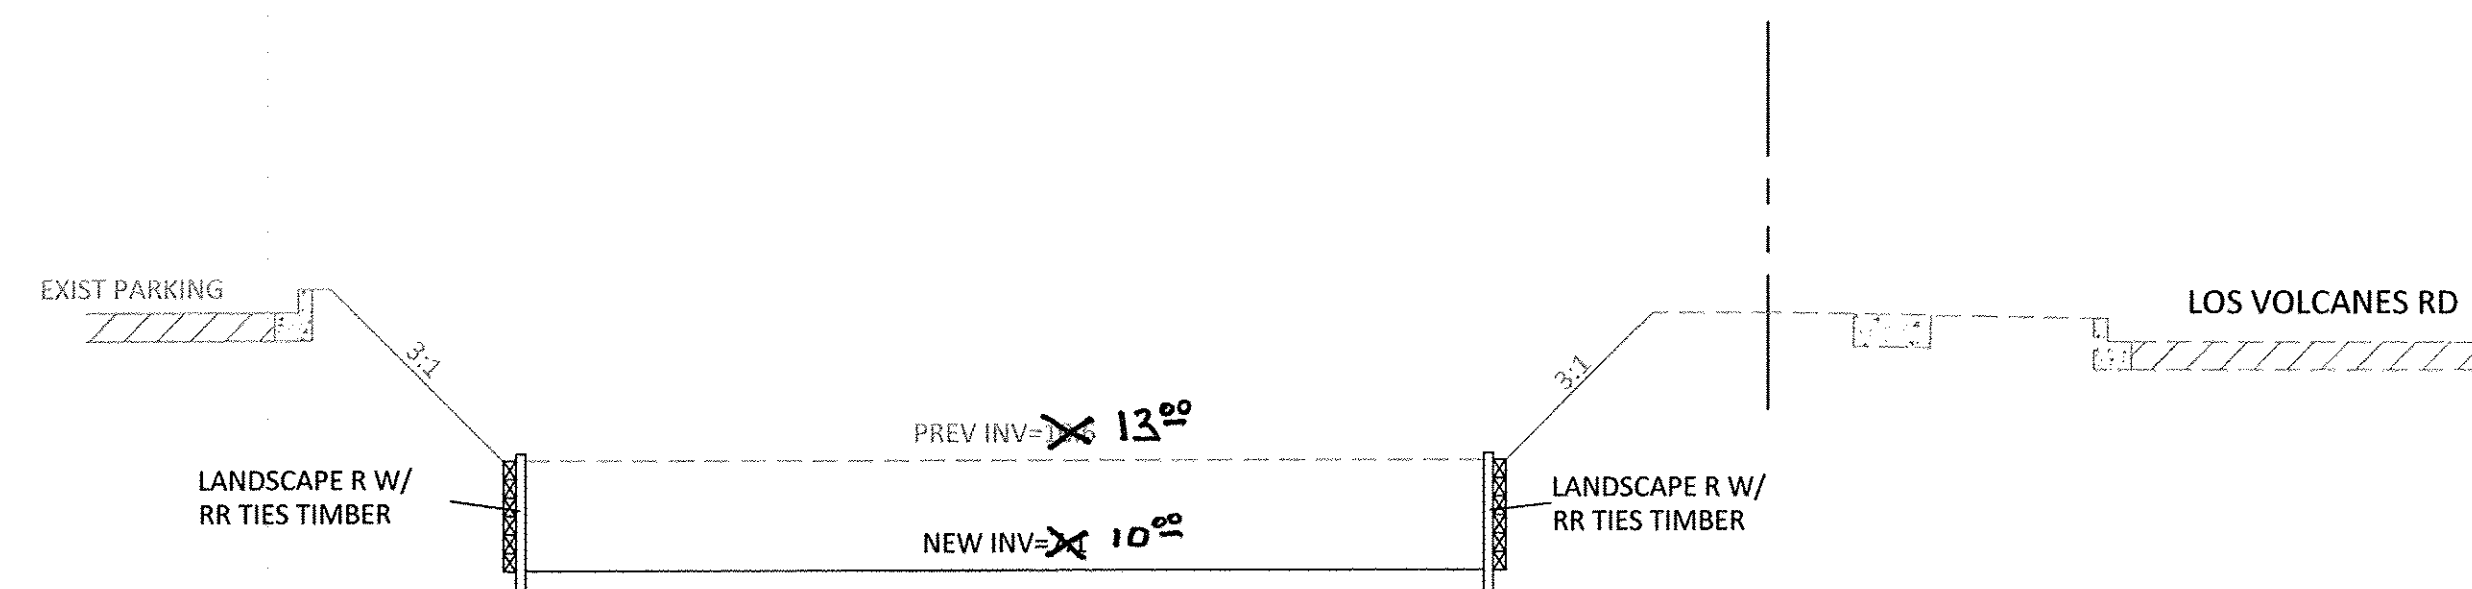 EXIST PARKING
LOS VOLCANES RD
3:1
3:1
PREV INV= 13⁰⁰
LANDSCAPE R W/
RR TIES TIMBER
LANDSCAPE R W/
RR TIES TIMBER
NEW INV= 10⁰⁰